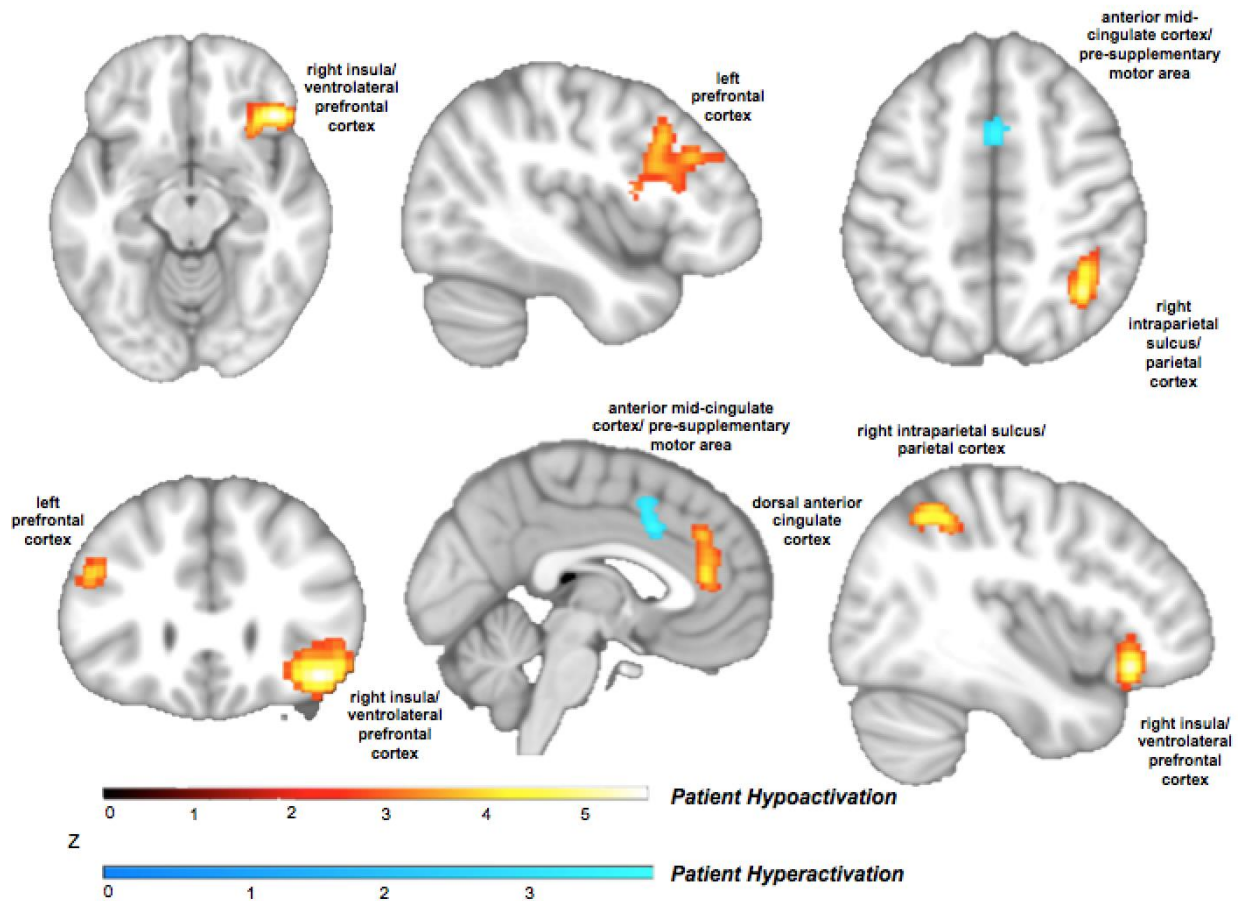 right insula/
ventrolateral
prefrontal
cortex
left
prefrontal
cortex
anterior mid-
cingulate cortex/
pre-supplementary
motor area
right
intraparietal
sulcus/
parietal
cortex
left
prefrontal
cortex
right insula/
ventrolateral
prefrontal
cortex
anterior mid-cingulate
cortex/ pre-supplementary
motor area
dorsal anterior
cingulate
cortex
right intraparietal sulcus/
parietal cortex
right insula/
ventrolateral
prefrontal
cortex
Patient Hypoactivation
0 1 2 3 4 5
Z
Patient Hyperactivation
0 1 2 3